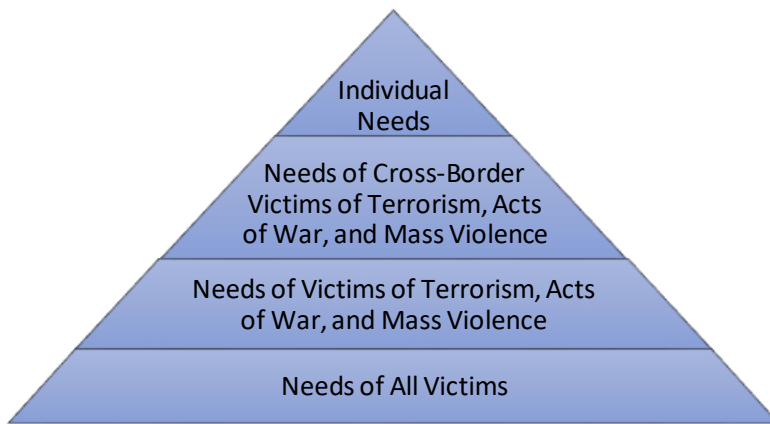 Individual
Needs
Needs of Cross-Border
Victims of Terrorism, Acts
of War, and Mass Violence
Needs of Victims of Terrorism, Acts
of War, and Mass Violence
Needs of All Victims